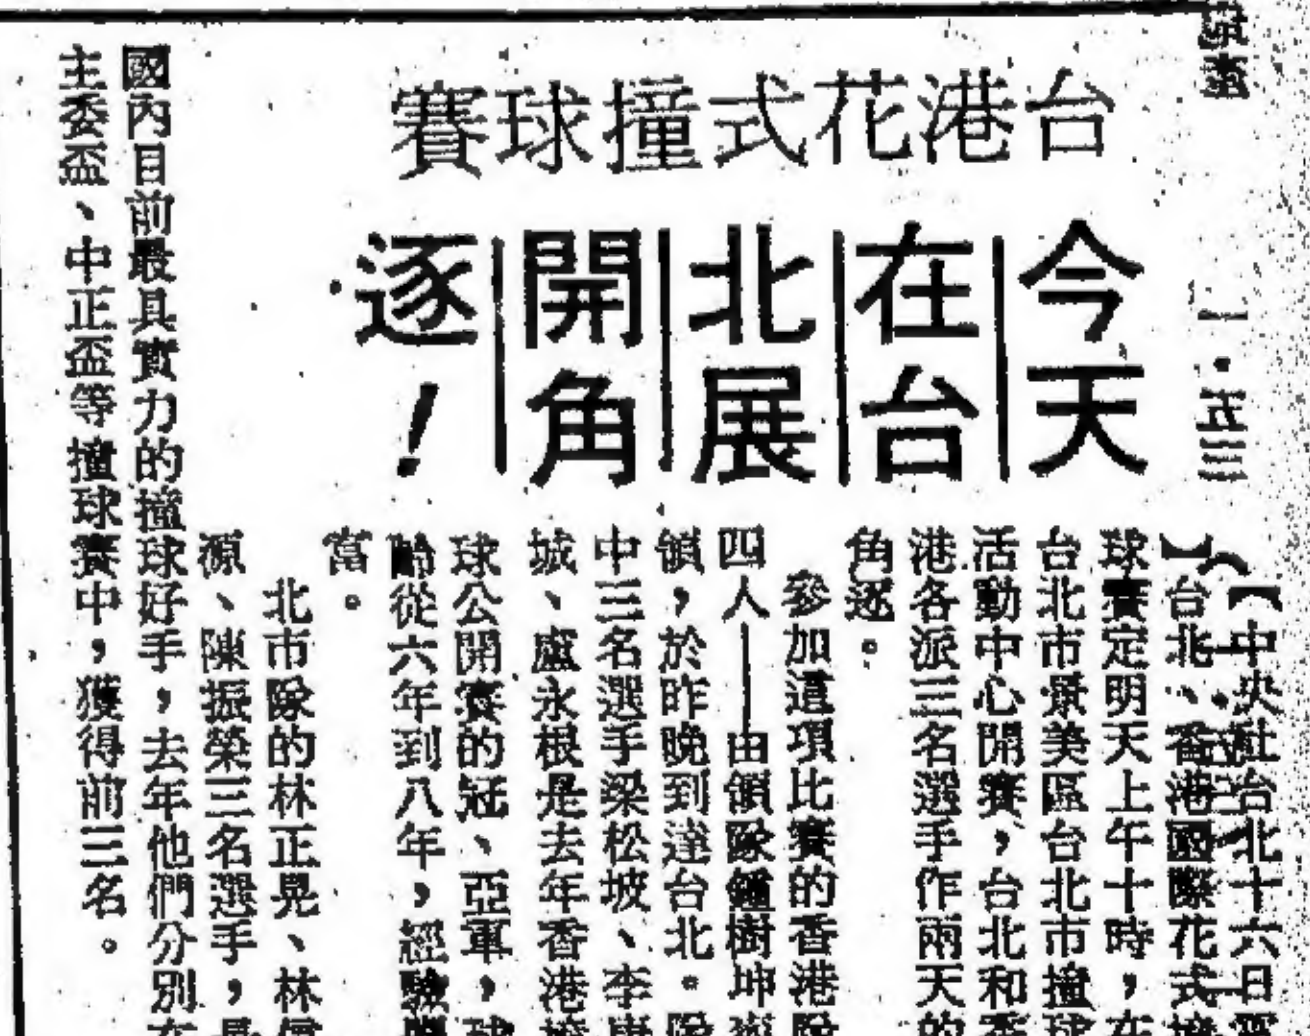 台港花式撞球賽
今天
在台
北展
開角
逐！
【中央社台北十六日電
】台北、香港國際花式撞
球賽定明天上午十時，在
台北市景美區台北市撞球
活動中心開賽，台北和香
港各派三名選手作兩天的
角逐。
參加這項比賽的香港隊
四人——由領隊鍾樹坤
領，於昨晚到達台北。隊
中三名選手梁松坡、李
城、盧永根是去年香港
球公開賽的冠、亞軍，球
齡從六年到八年，經驗
富。
北市隊的林正晃、林
源、陳振榮三名選手，是
國內目前最具實力的撞球好手，去年他們分別在
主委盃、中正盃等撞球賽中，獲得前三名。